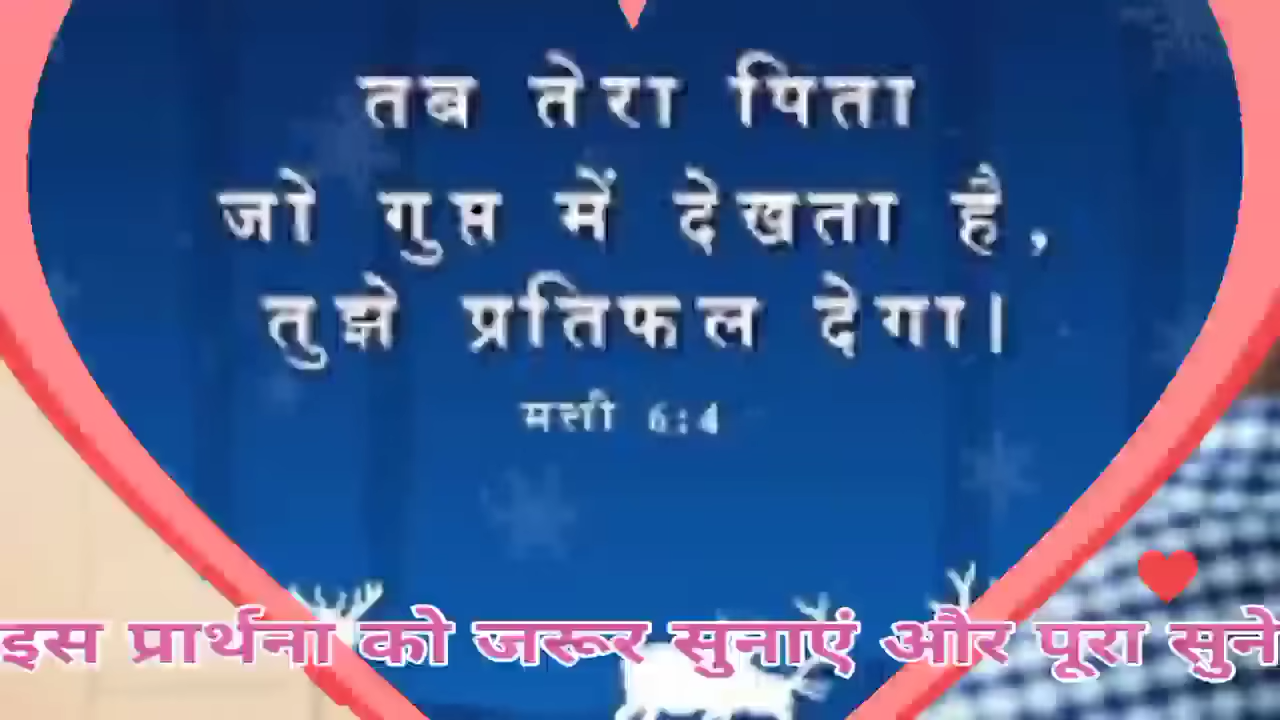 तब तेरा पिता
जो गुप्त में देखता है,
तुझे प्रतिफल देगा।
मत्ती 6:4
इस प्रार्थना को जरूर सुनाएं और पूरा सुने